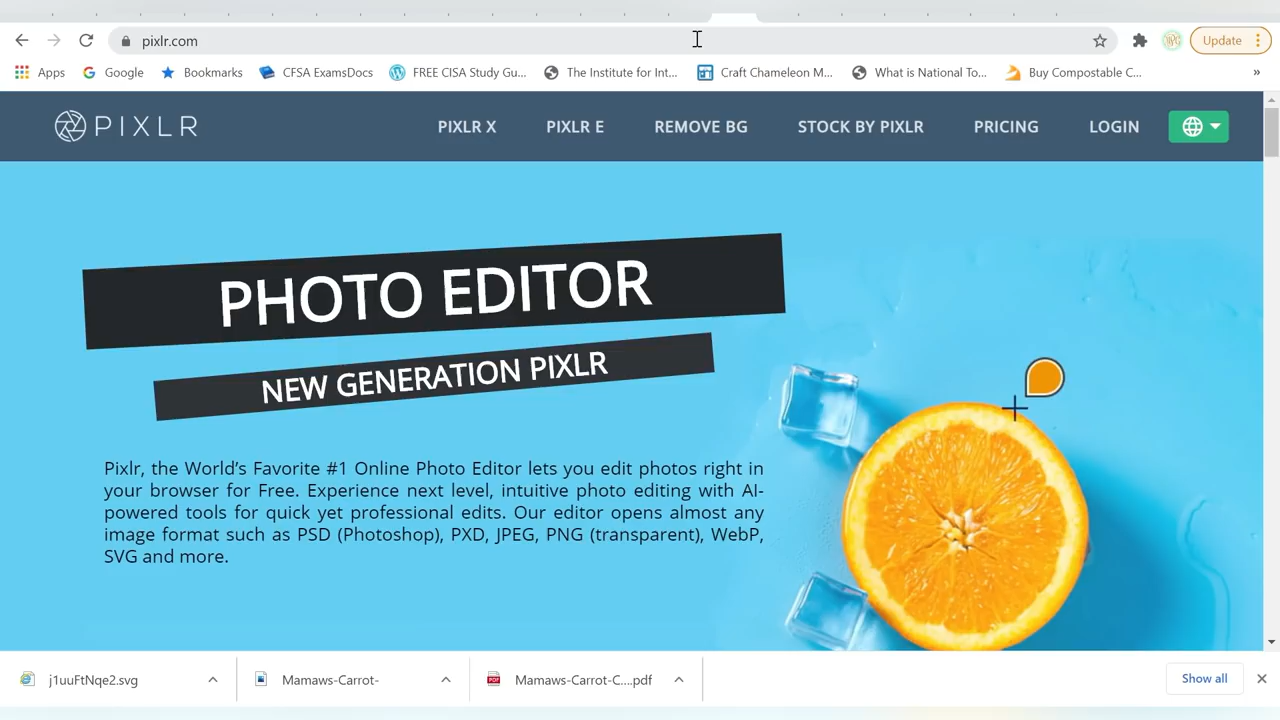 pixlr.com
Update
Apps
Google
Bookmarks
CFSA ExamsDocs
FREE CISA Study Gu...
The Institute for Int...
Craft Chameleon M...
What is National To...
Buy Compostable C...
»
PIXLR
PIXLR X
PIXLR E
REMOVE BG
STOCK BY PIXLR
PRICING
LOGIN
PHOTO EDITOR
NEW GENERATION PIXLR
Pixlr, the World’s Favorite #1 Online Photo Editor lets you edit photos right in
your browser for Free. Experience next level, intuitive photo editing with AI-
powered tools for quick yet professional edits. Our editor opens almost any
image format such as PSD (Photoshop), PXD, JPEG, PNG (transparent), WebP,
SVG and more.
j1uuFtNqe2.svg
Mamaws-Carrot-
Mamaws-Carrot-C....pdf
Show all